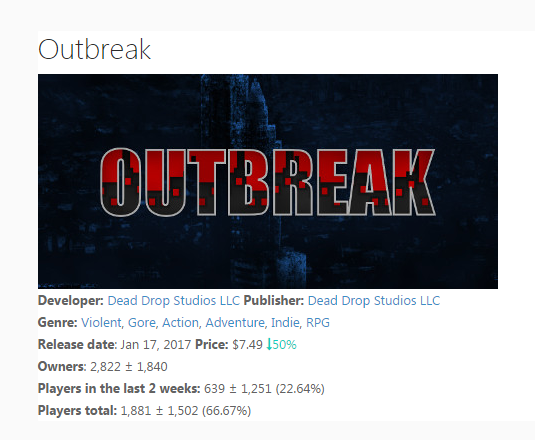 Outbreak
OUTBREAK
Developer: Dead Drop Studios LLC Publisher: Dead Drop Studios LLC
Genre: Violent, Gore, Action, Adventure, Indie, RPG
Release date: Jan 17, 2017 Price: $7.49 ⇂50%
Owners: 2,822 ± 1,840
Players in the last 2 weeks: 639 ± 1,251 (22.64%)
Players total: 1,881 ± 1,502 (66.67%)